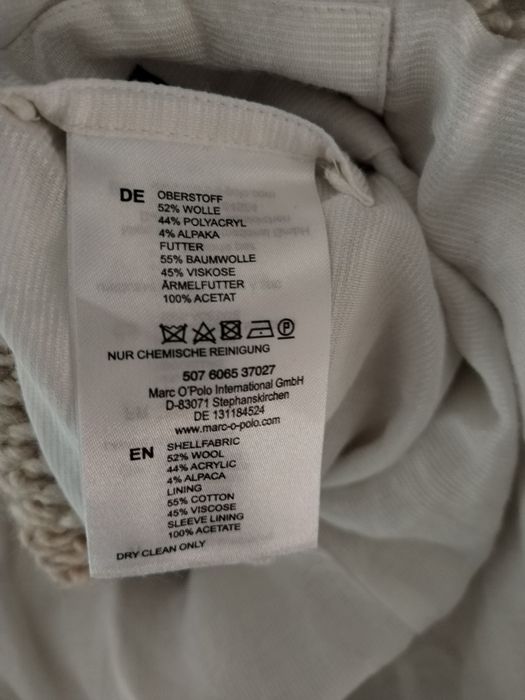 DE OBERSTOFF
52% WOLLE
44% POLYACRYL
4% ALPAKA
FUTTER
55% BAUMWOLLE
45% VISKOSE
ÄRMELFUTTER
100% ACETAT
P
NUR CHEMISCHE REINIGUNG
507 6065 37027
Marc O'Polo International GmbH
D-83071 Stephanskirchen
DE 131184524
www.marc-o-polo.com
EN SHELLFABRIC
52% WOOL
44% ACRYLIC
4% ALPACA
LINING
55% COTTON
45% VISCOSE
SLEEVE LINING
100% ACETATE
DRY CLEAN ONLY